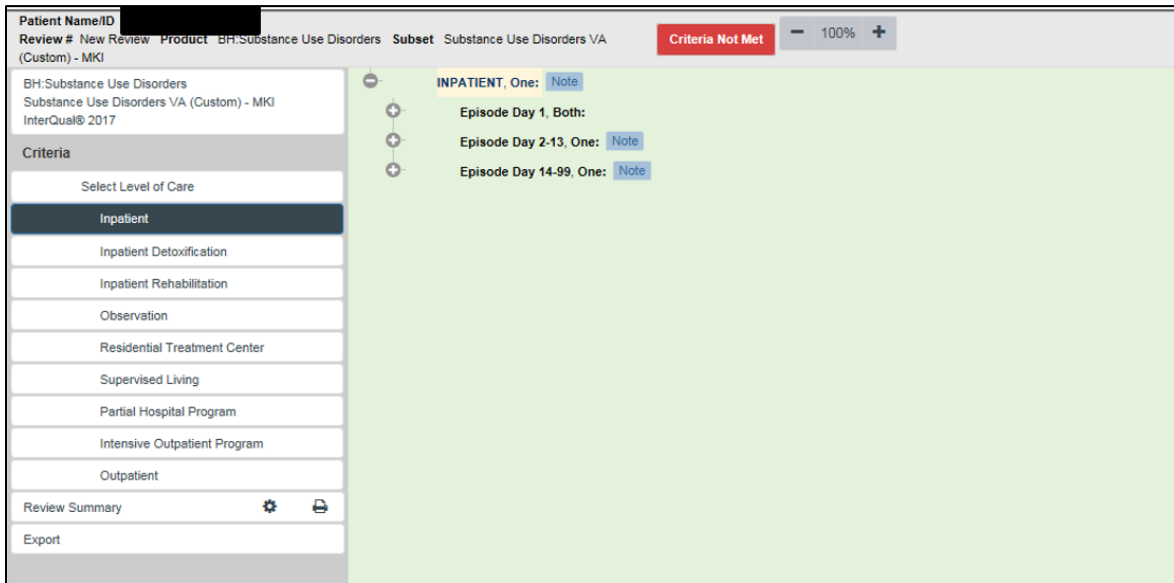 Patient Name/ID
Review # New Review Product BH:Substance Use Disorders Subset Substance Use Disorders VA
(Custom) - MKI
Criteria Not Met
100%
BH:Substance Use Disorders
Substance Use Disorders VA (Custom) - MKI
InterQual® 2017
Criteria
Select Level of Care
Inpatient
Inpatient Detoxification
Inpatient Rehabilitation
Observation
Residential Treatment Center
Supervised Living
Partial Hospital Program
Intensive Outpatient Program
Outpatient
Review Summary
Export
INPATIENT, One: Note
Episode Day 1, Both:
Episode Day 2-13, One: Note
Episode Day 14-99, One: Note